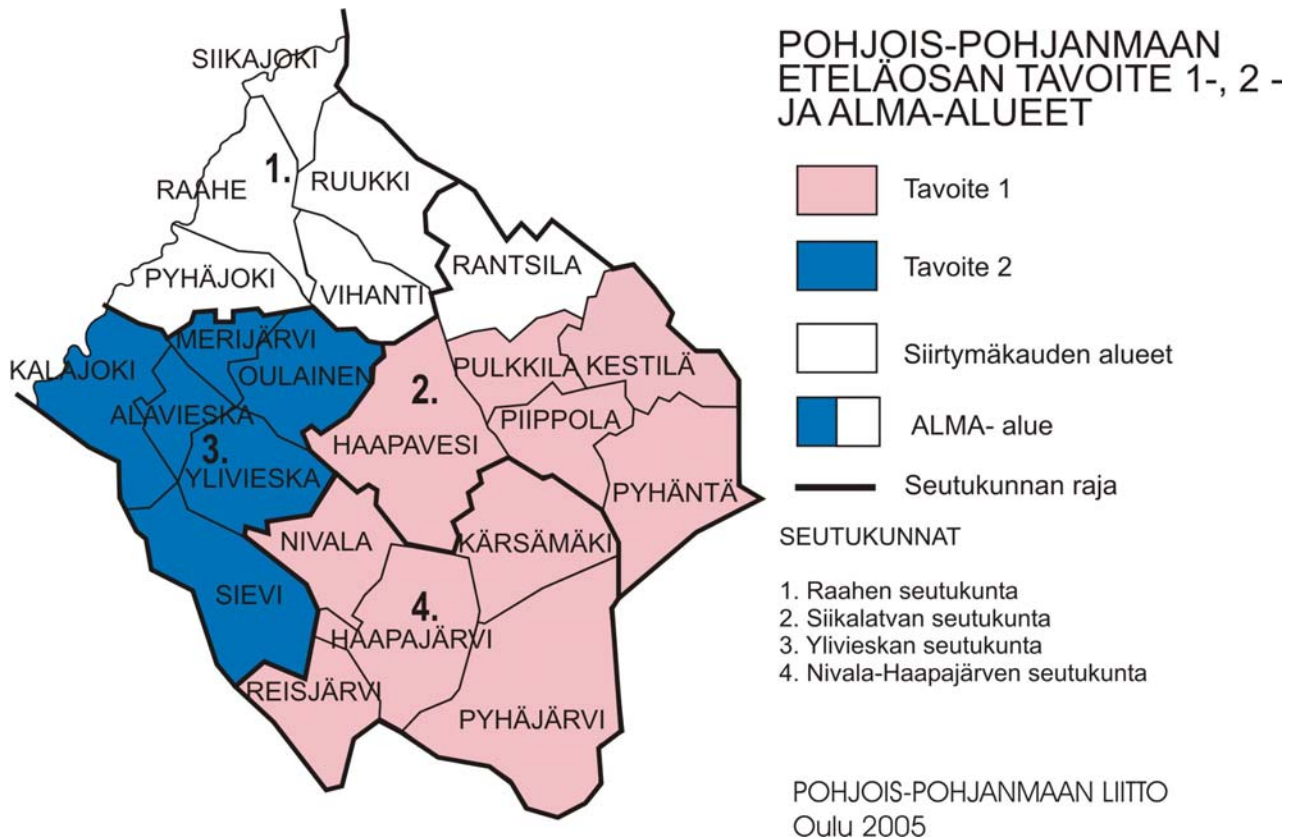 POHJOIS-POHJANMAAN
ETELÄOSAN TAVOITE 1-, 2 -
JA ALMA-ALUEET
SIIKAJOKI
1.
RUUKKI
RAAHE
PYHÄJOKI
VIHANTI
RANTSILA
MERIJÄRVI
KALAJOKI
OULAINEN
2.
PULKKILA
KESTILÄ
ALAVIESKA
PIIPPOLA
3.
HAAPAVESI
YLIVIESKA
PYHÄNTÄ
NIVALA
KÄRSÄMÄKI
SIEVI
4.
HAAPAJÄRVI
REISJÄRVI
PYHÄJÄRVI
Tavoite 1
Tavoite 2
Siirtymäkauden alueet
ALMA- alue
Seutukunnan raja
SEUTUKUNNAT
1. Raahen seutukunta
2. Siikalatvan seutukunta
3. Ylivieskan seutukunta
4. Nivala-Haapajärven seutukunta
POHJOIS-POHJANMAAN LIITTO
Oulu 2005